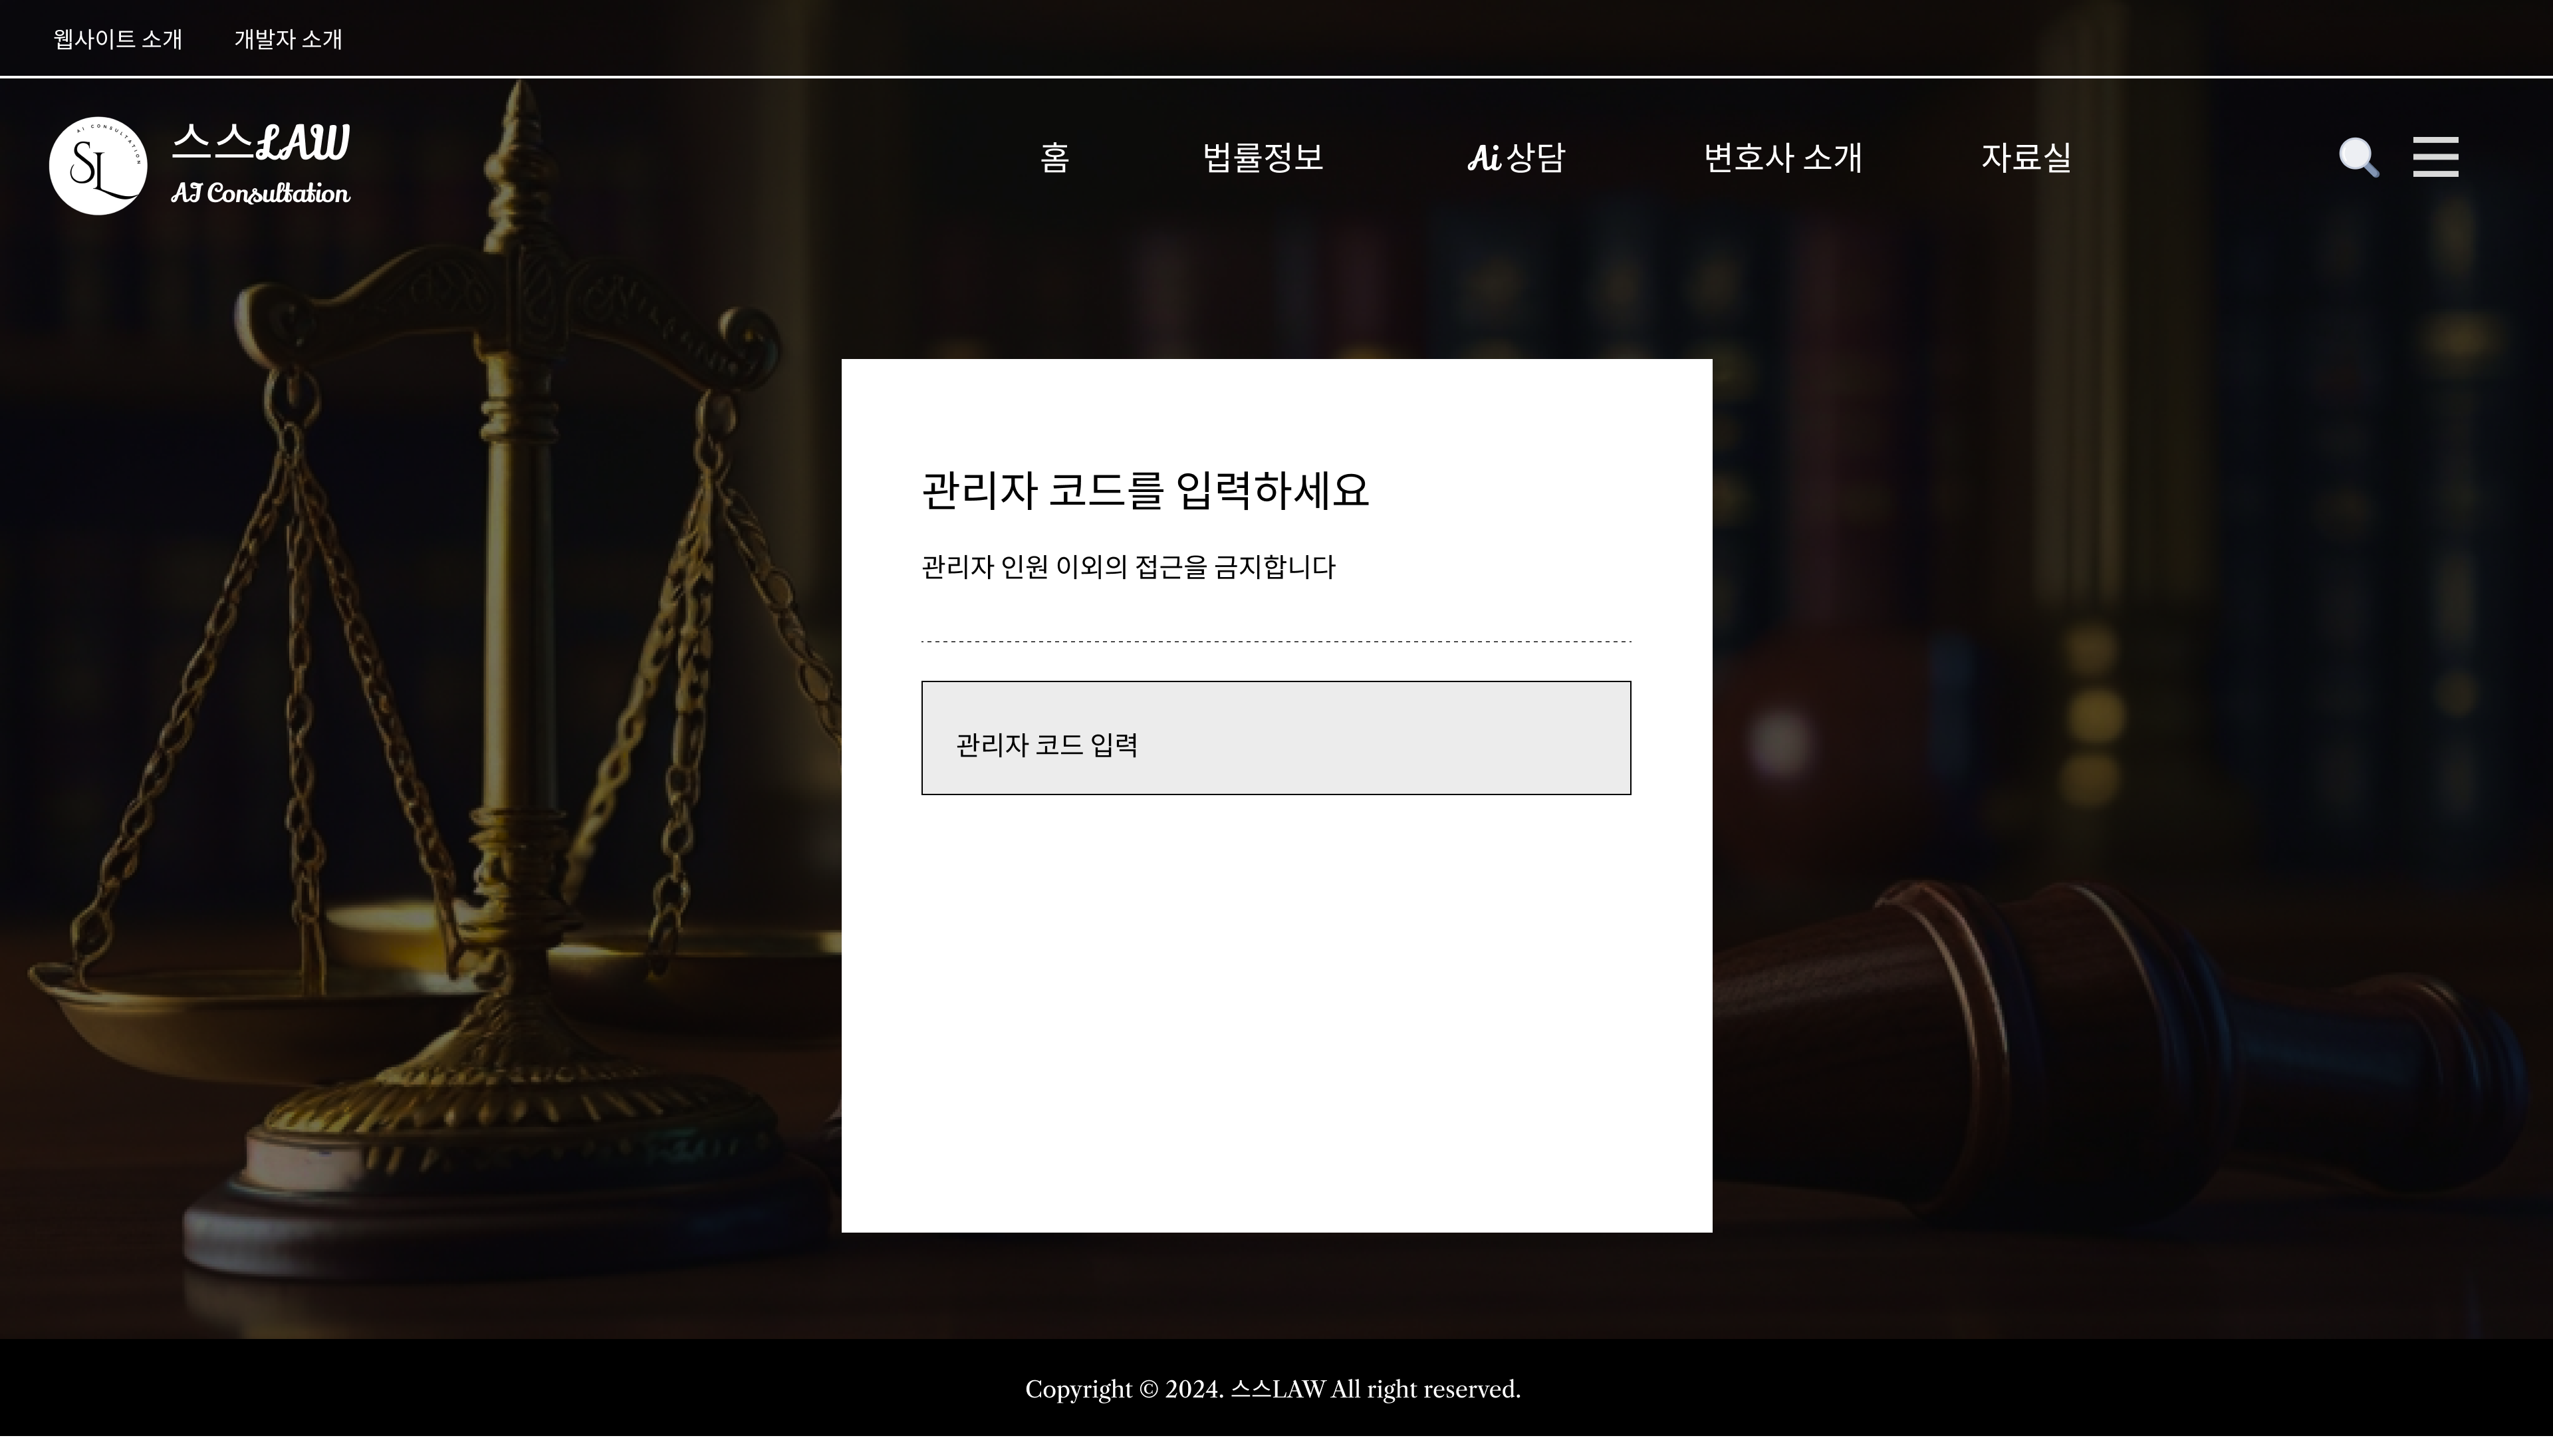 웹사이트 소개 개발자 소개
AI CONSULTATION
SL
스스LAW
AI Consultation
홈 법률정보 Ai 상담 변호사 소개 자료실
관리자 코드를 입력하세요
관리자 인원 이외의 접근을 금지합니다
관리자 코드 입력
Copyright © 2024. 스스LAW All right reserved.